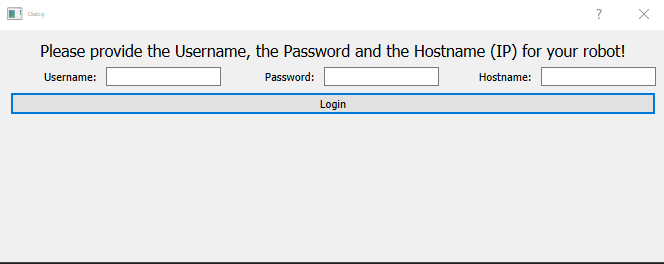 Dialog
Please provide the Username, the Password and the Hostname (IP) for your robot!
Username: Password: Hostname:
Login